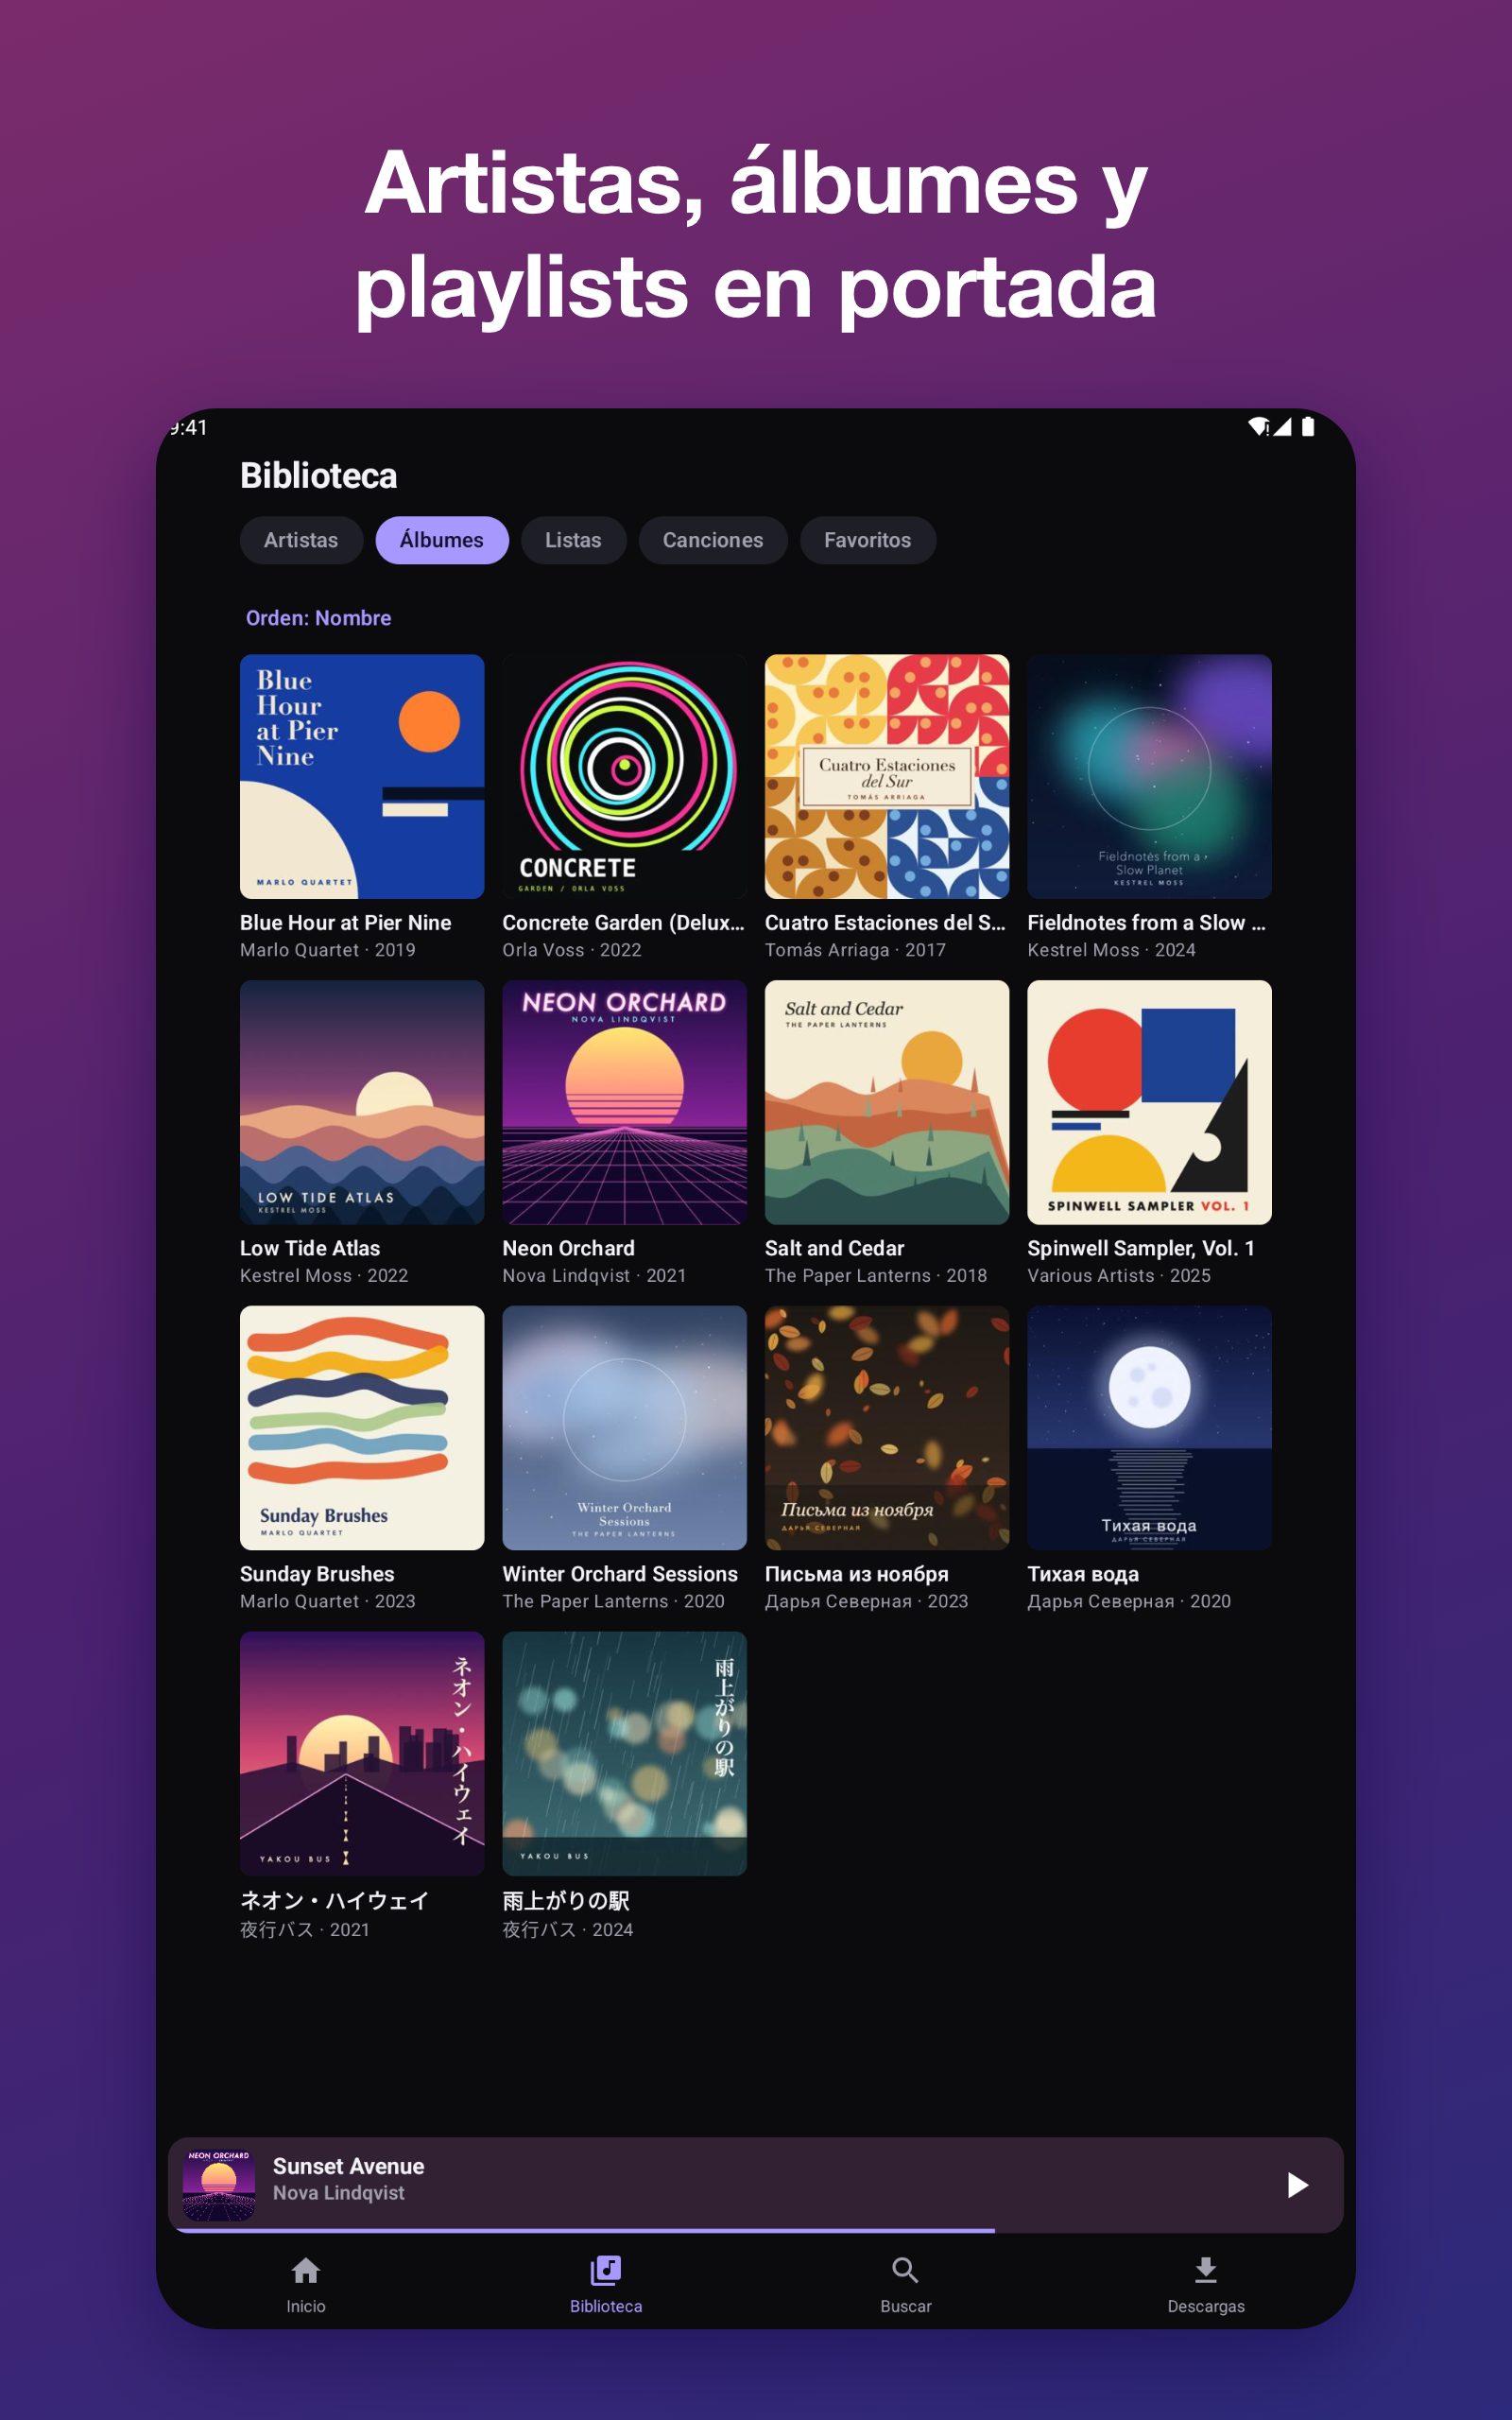 Artistas, álbumes y
playlists en portada
9:41
Biblioteca
Artistas
Álbumes
Listas
Canciones
Favoritos
Orden: Nombre
Blue
Hour
at Pier
Nine
MARLO QUARTET
CONCRETE
GARDEN / ORLA VOSS
Cuatro Estaciones
del Sur
TOMÁS ARRIAGA
Fieldnotes from a
Slow Planet
KESTREL MOSS
Blue Hour at Pier Nine
Marlo Quartet · 2019
Concrete Garden (Delux…
Orla Voss · 2022
Cuatro Estaciones del S…
Tomás Arriaga · 2017
Fieldnotes from a Slow …
Kestrel Moss · 2024
LOW TIDE ATLAS
KESTREL MOSS
NEON ORCHARD
NOVA LINDQVIST
Salt and Cedar
THE PAPER LANTERNS
SPINWELL SAMPLER VOL. 1
Low Tide Atlas
Kestrel Moss · 2022
Neon Orchard
Nova Lindqvist · 2021
Salt and Cedar
The Paper Lanterns · 2018
Spinwell Sampler, Vol. 1
Various Artists · 2025
Sunday Brushes
MARLO QUARTET
Winter Orchard
Sessions
THE PAPER LANTERNS
Письма из ноября
ДАРЬЯ СЕВЕРНАЯ
Тихая вода
ДАРЬЯ СЕВЕРНАЯ
Sunday Brushes
Marlo Quartet · 2023
Winter Orchard Sessions
The Paper Lanterns · 2020
Письма из ноября
Дарья Северная · 2023
Тихая вода
Дарья Северная · 2020
ネオン・ハイウェイ
YAKOU BUS
雨上がりの駅
YAKOU BUS
ネオン・ハイウェイ
夜行バス · 2021
雨上がりの駅
夜行バス · 2024
NEON ORCHARD
Sunset Avenue
Nova Lindqvist
Inicio
Biblioteca
Buscar
Descargas